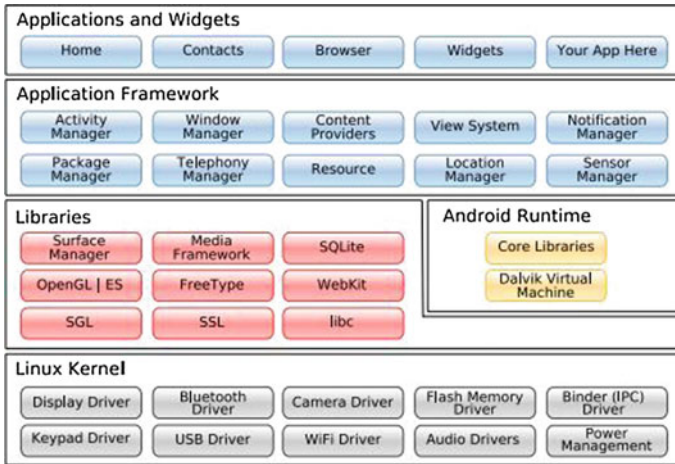 Applications and Widgets
Home
Contacts
Browser
Widgets
Your App Here
Application Framework
Activity
Manager
Window
Manager
Content
Providers
View System
Notification
Manager
Package
Manager
Telephony
Manager
Resource
Location
Manager
Sensor
Manager
Libraries
Surface
Manager
Media
Framework
SQLite
OpenGL | ES
FreeType
WebKit
SGL
SSL
libc
Android Runtime
Core Libraries
Dalvik Virtual
Machine
Linux Kernel
Display Driver
Bluetooth
Driver
Camera Driver
Flash Memory
Driver
Binder (IPC)
Driver
Keypad Driver
USB Driver
WiFi Driver
Audio Drivers
Power
Management